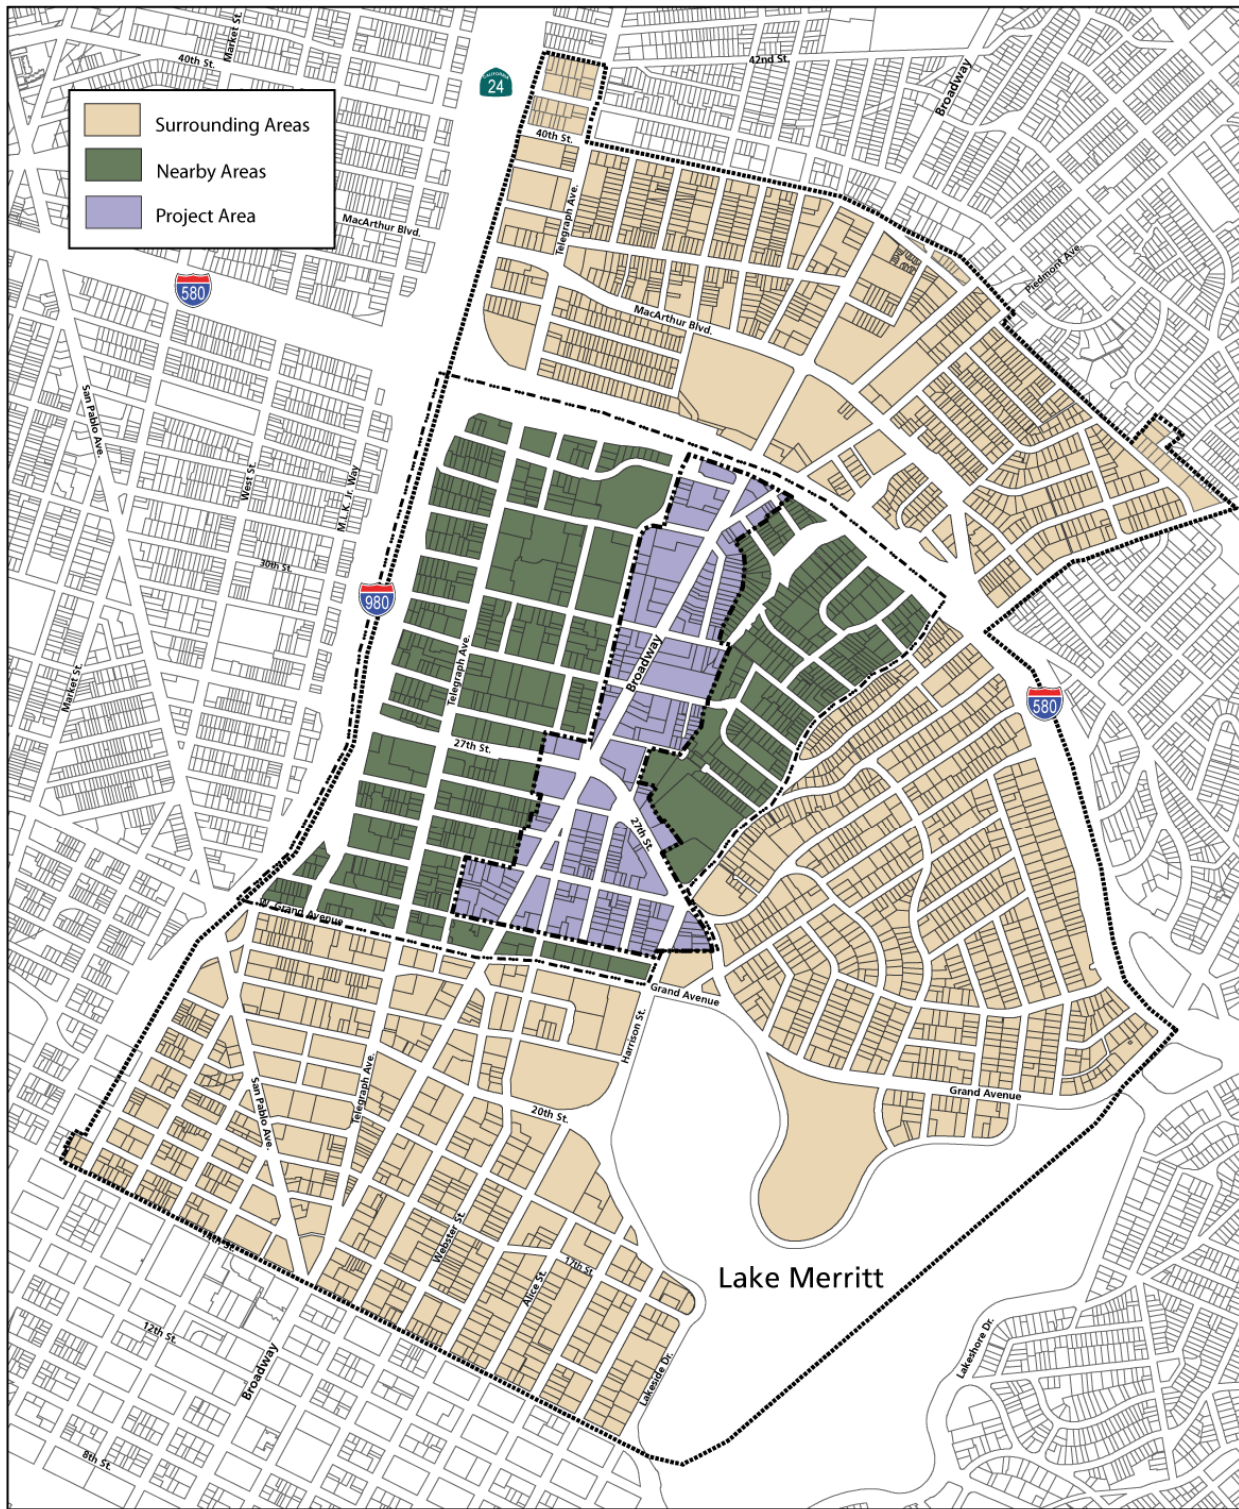 Market St.
40th St.
CALIFORNIA
24
42nd St.
Broadway
Surrounding Areas
Nearby Areas
Project Area
40th St.
Telegraph Ave.
MacArthur Blvd.
Piedmont Ave.
580
MacArthur Blvd.
San Pablo Ave.
West St.
M. L. K. Jr. Way
30th St.
980
Market St.
Telegraph Ave.
Broadway
580
27th St.
27th St.
W. Grand Avenue
Grand Avenue
Harrison St.
San Pablo Ave.
Telegraph Ave.
20th St.
Grand Avenue
Webster St.
Alice St.
17th St.
Lake Merritt
12th St.
Broadway
Lakeside Dr.
Lakeshore Dr.
8th St.